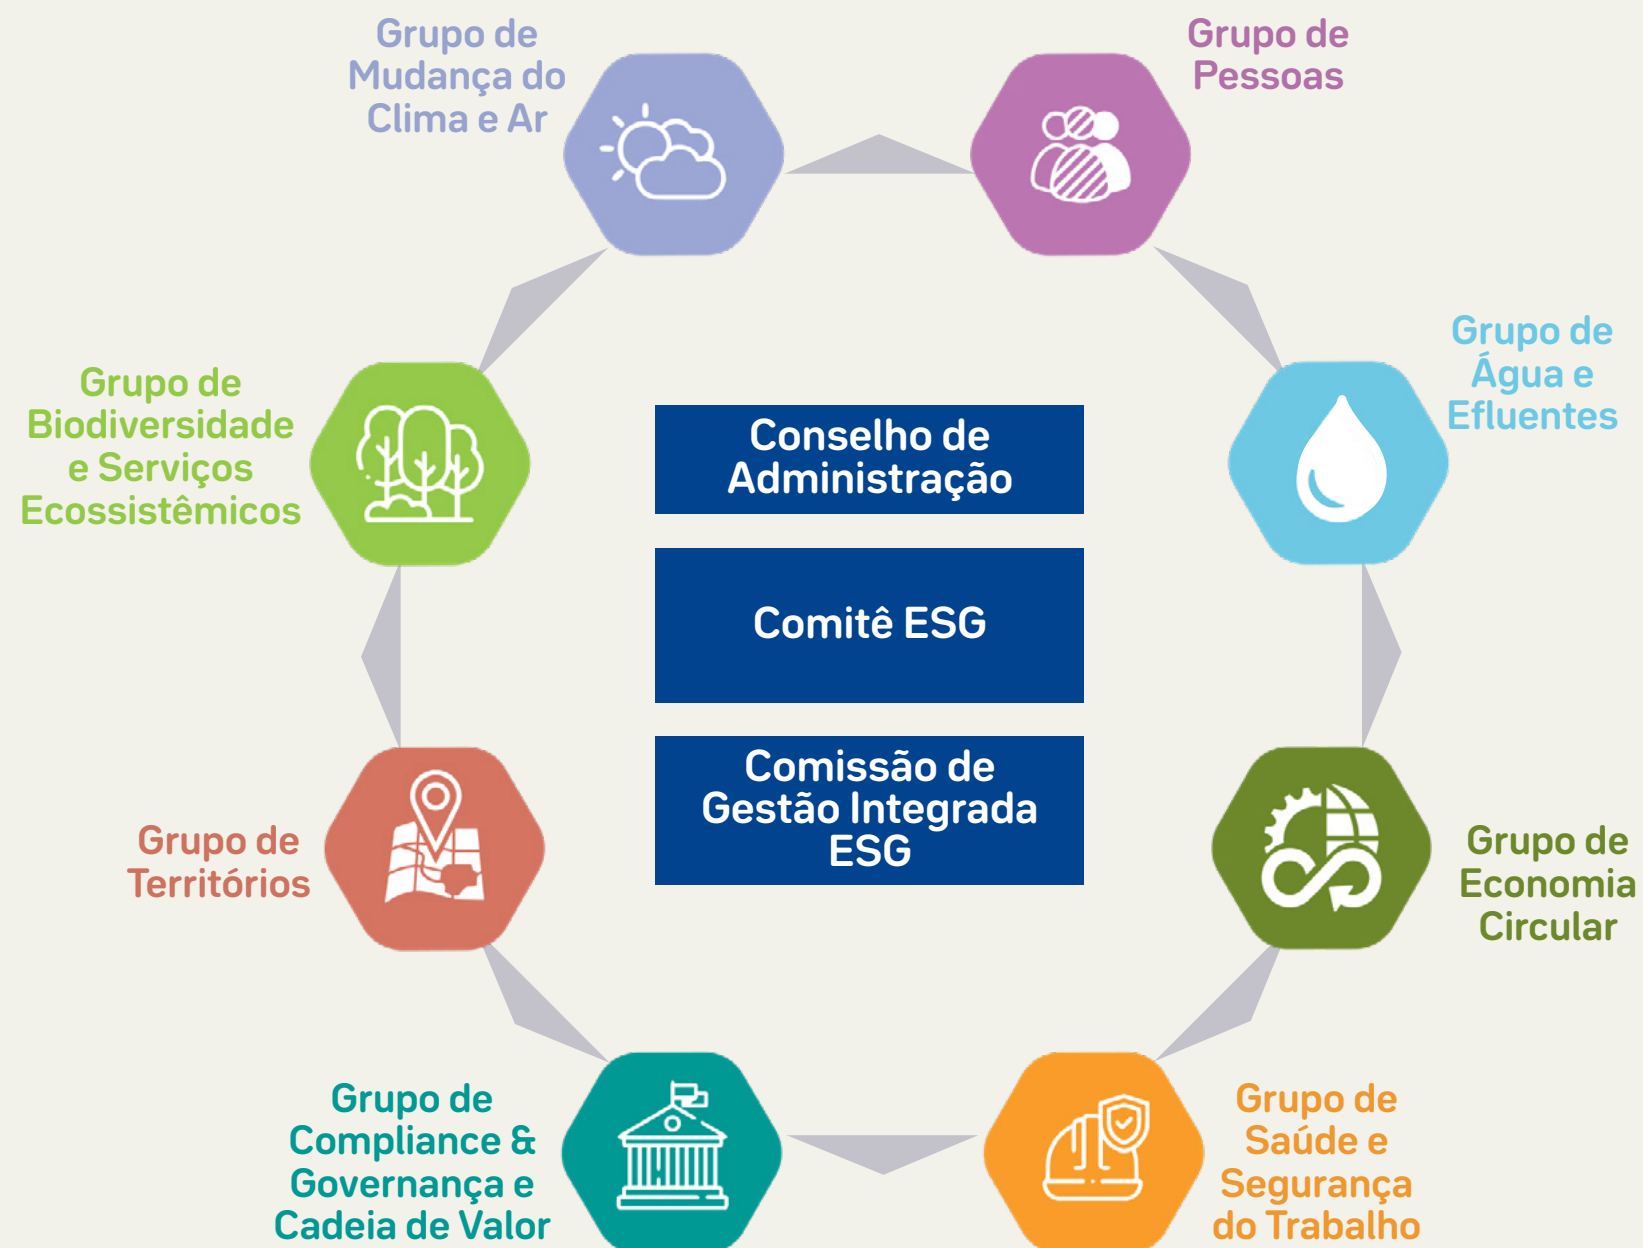 Grupo de
Mudança do
Clima e Ar
Grupo de
Pessoas
Grupo de
Água e
Efluentes
Grupo de
Biodiversidade
e Serviços
Ecossistêmicos
Conselho de
Administração
Comitê ESG
Comissão de
Gestão Integrada
ESG
Grupo de
Territórios
Grupo de
Economia
Circular
Grupo de
Compliance &
Governança e
Cadeia de Valor
Grupo de
Saúde e
Segurança
do Trabalho